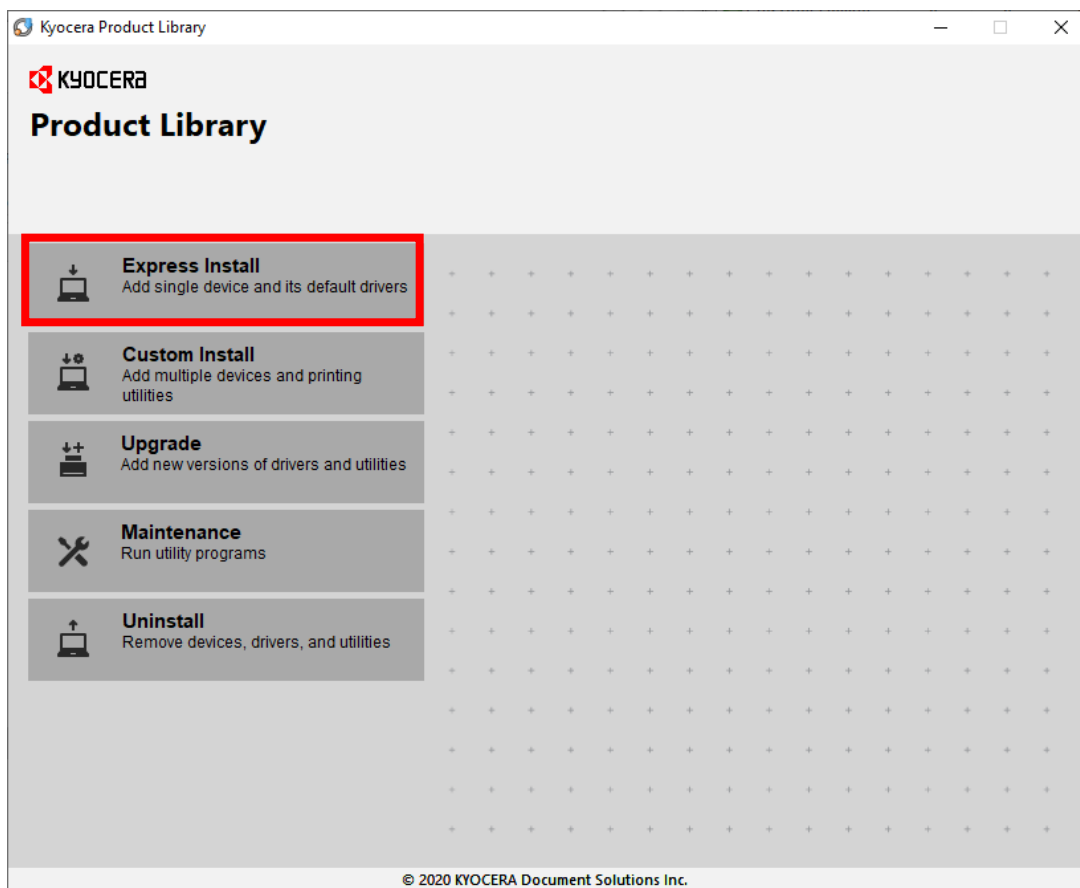 Kyocera Product Library
KYOCERA
Product Library
Express Install
Add single device and its default drivers
Custom Install
Add multiple devices and printing
utilities
Upgrade
Add new versions of drivers and utilities
Maintenance
Run utility programs
Uninstall
Remove devices, drivers, and utilities
© 2020 KYOCERA Document Solutions Inc.